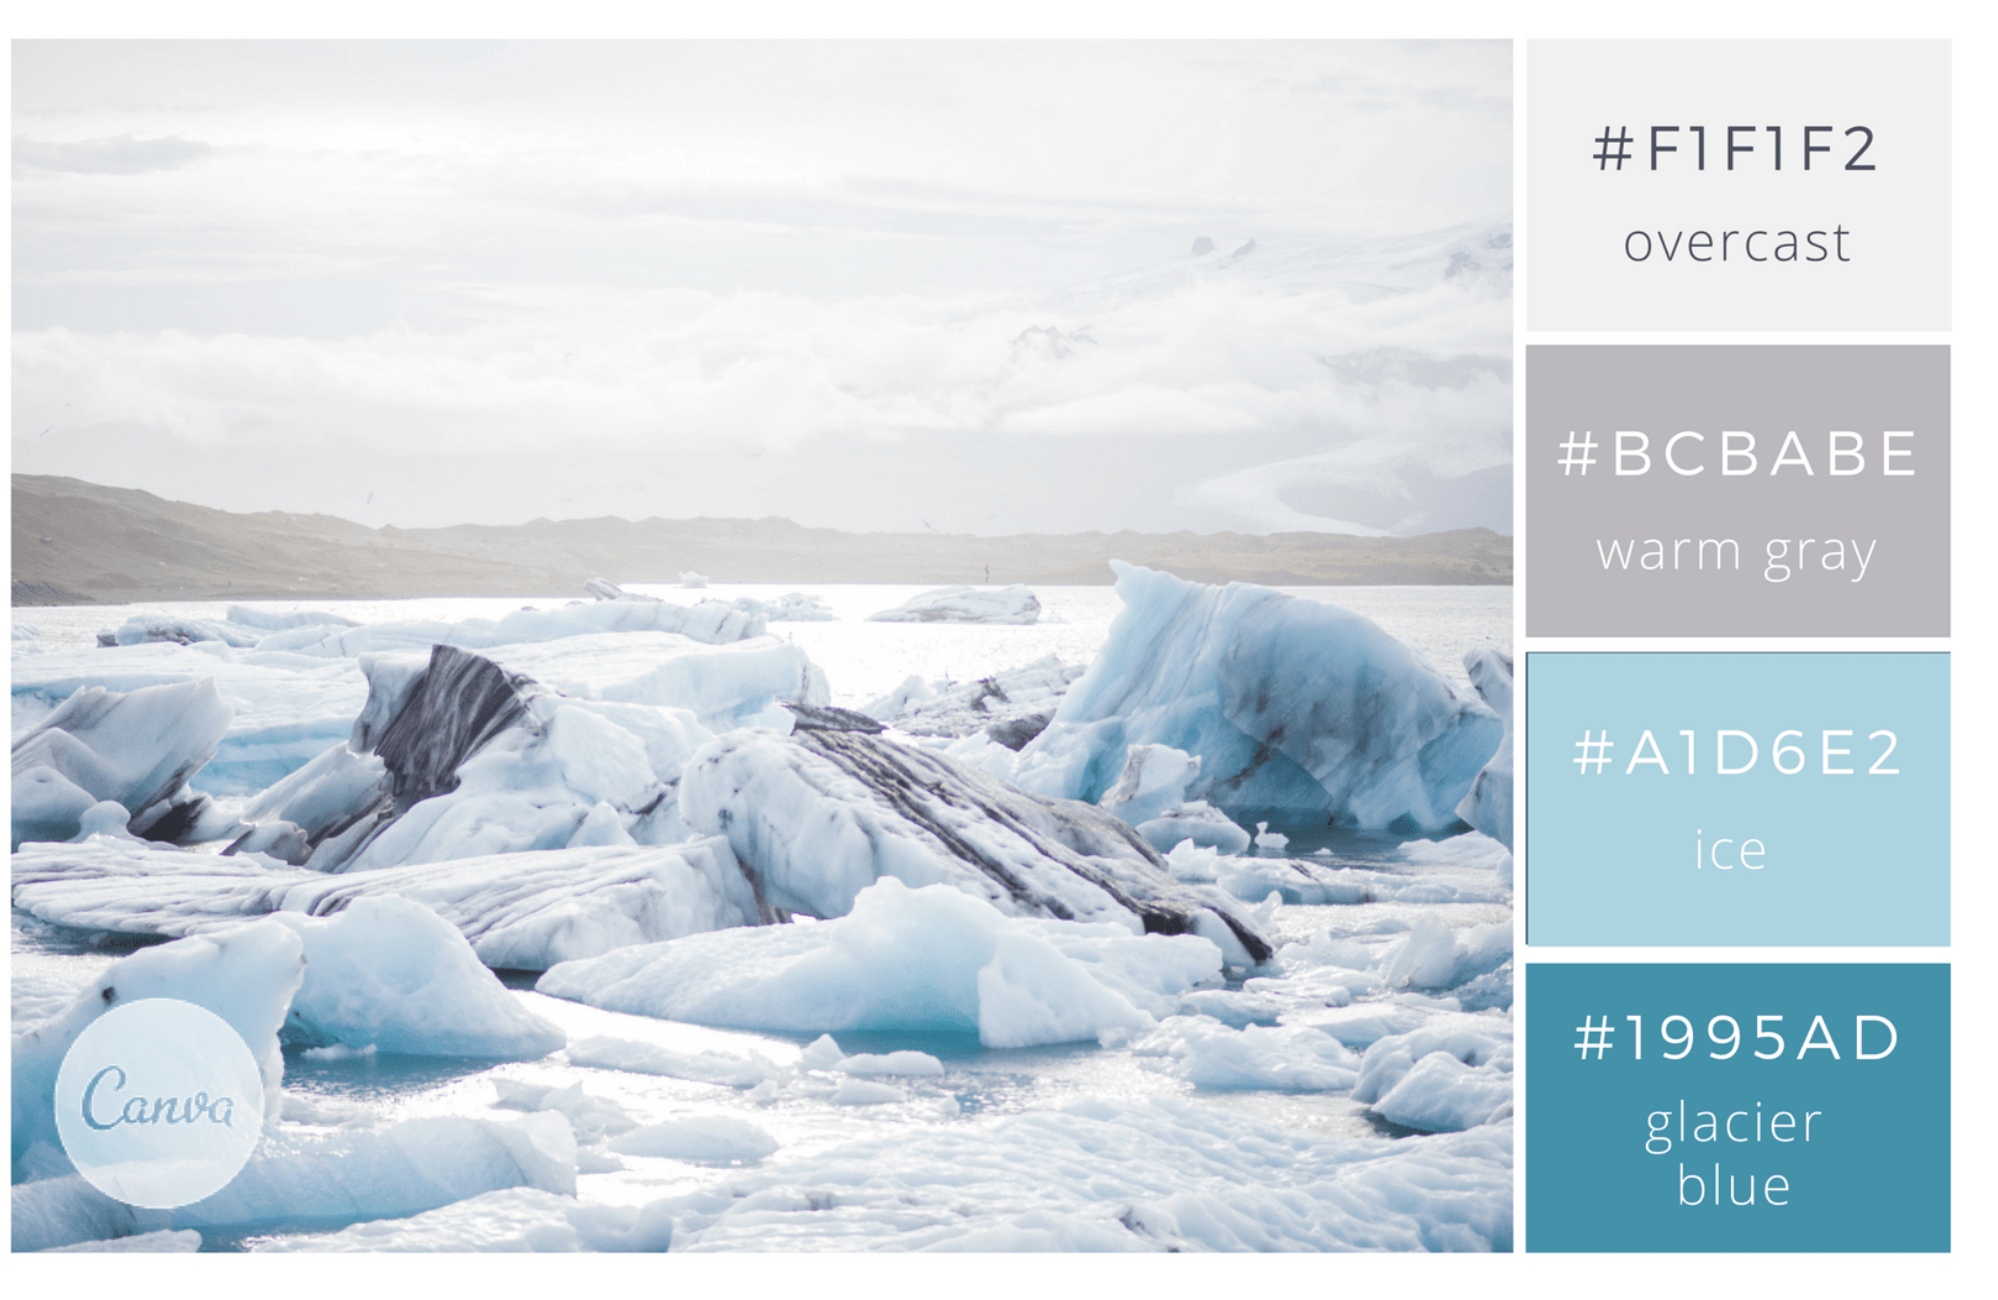 #F1F1F2
overcast
#BCBABE
warm gray
#A1D6E2
ice
#1995AD
glacier
blue
Canva